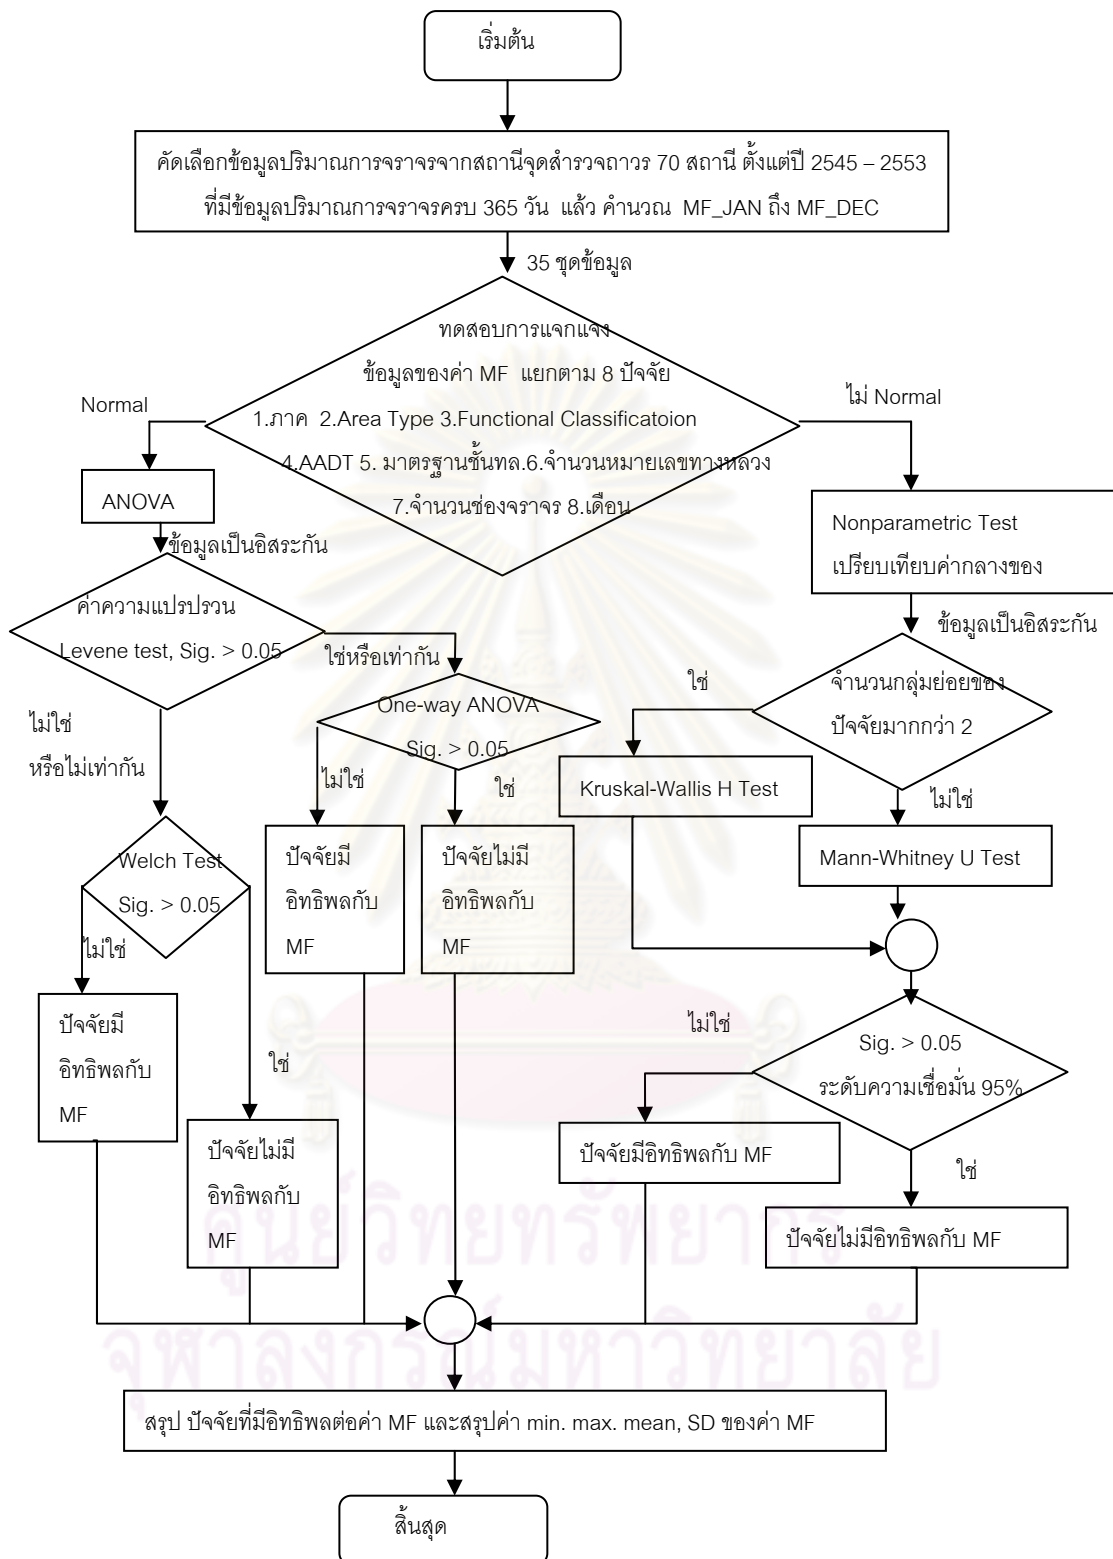 เริ่มต้น
คัดเลือกข้อมูลปริมาณการจราจรจากสถานีจุดสำรวจถาวร 70 สถานี ตั้งแต่ปี 2545 – 2553
ที่มีข้อมูลปริมาณการจราจรครบ 365 วัน แล้ว คำนวณ MF_JAN ถึง MF_DEC
35 ชุดข้อมูล
ทดสอบการแจกแจง
ข้อมูลของค่า MF แยกตาม 8 ปัจจัย
1.ภาค 2.Area Type 3.Functional Classificatoion
4.AADT 5. มาตรฐานชั้นทล.6.จำนวนหมายเลขทางหลวง
7.จำนวนช่องจราจร 8.เดือน
Normal
ไม่ Normal
ANOVA
ข้อมูลเป็นอิสระกัน
Nonparametric Test
เปรียบเทียบค่ากลางของ
ข้อมูลเป็นอิสระกัน
ค่าความแปรปรวน
Levene test, Sig. > 0.05
ใช่หรือเท่ากัน
ไม่ใช่
หรือไม่เท่ากัน
One-way ANOVA
Sig. > 0.05
ไม่ใช่
ใช่
จำนวนกลุ่มย่อยของ
ปัจจัยมากกว่า 2
ใช่
ไม่ใช่
Kruskal-Wallis H Test
Mann-Whitney U Test
Welch Test
Sig. > 0.05
ไม่ใช่
ใช่
ปัจจัยมี
อิทธิพลกับ
MF
ปัจจัยไม่มี
อิทธิพลกับ
MF
ปัจจัยมี
อิทธิพลกับ
MF
ปัจจัยไม่มี
อิทธิพลกับ
MF
Sig. > 0.05
ระดับความเชื่อมั่น 95%
ไม่ใช่
ใช่
ปัจจัยมีอิทธิพลกับ MF
ปัจจัยไม่มีอิทธิพลกับ MF
ศูนย์วิทยทรัพยากร
จุฬาลงกรณ์มหาวิทยาลัย
สรุป ปัจจัยที่มีอิทธิพลต่อค่า MF และสรุปค่า min. max. mean, SD ของค่า MF
สิ้นสุด